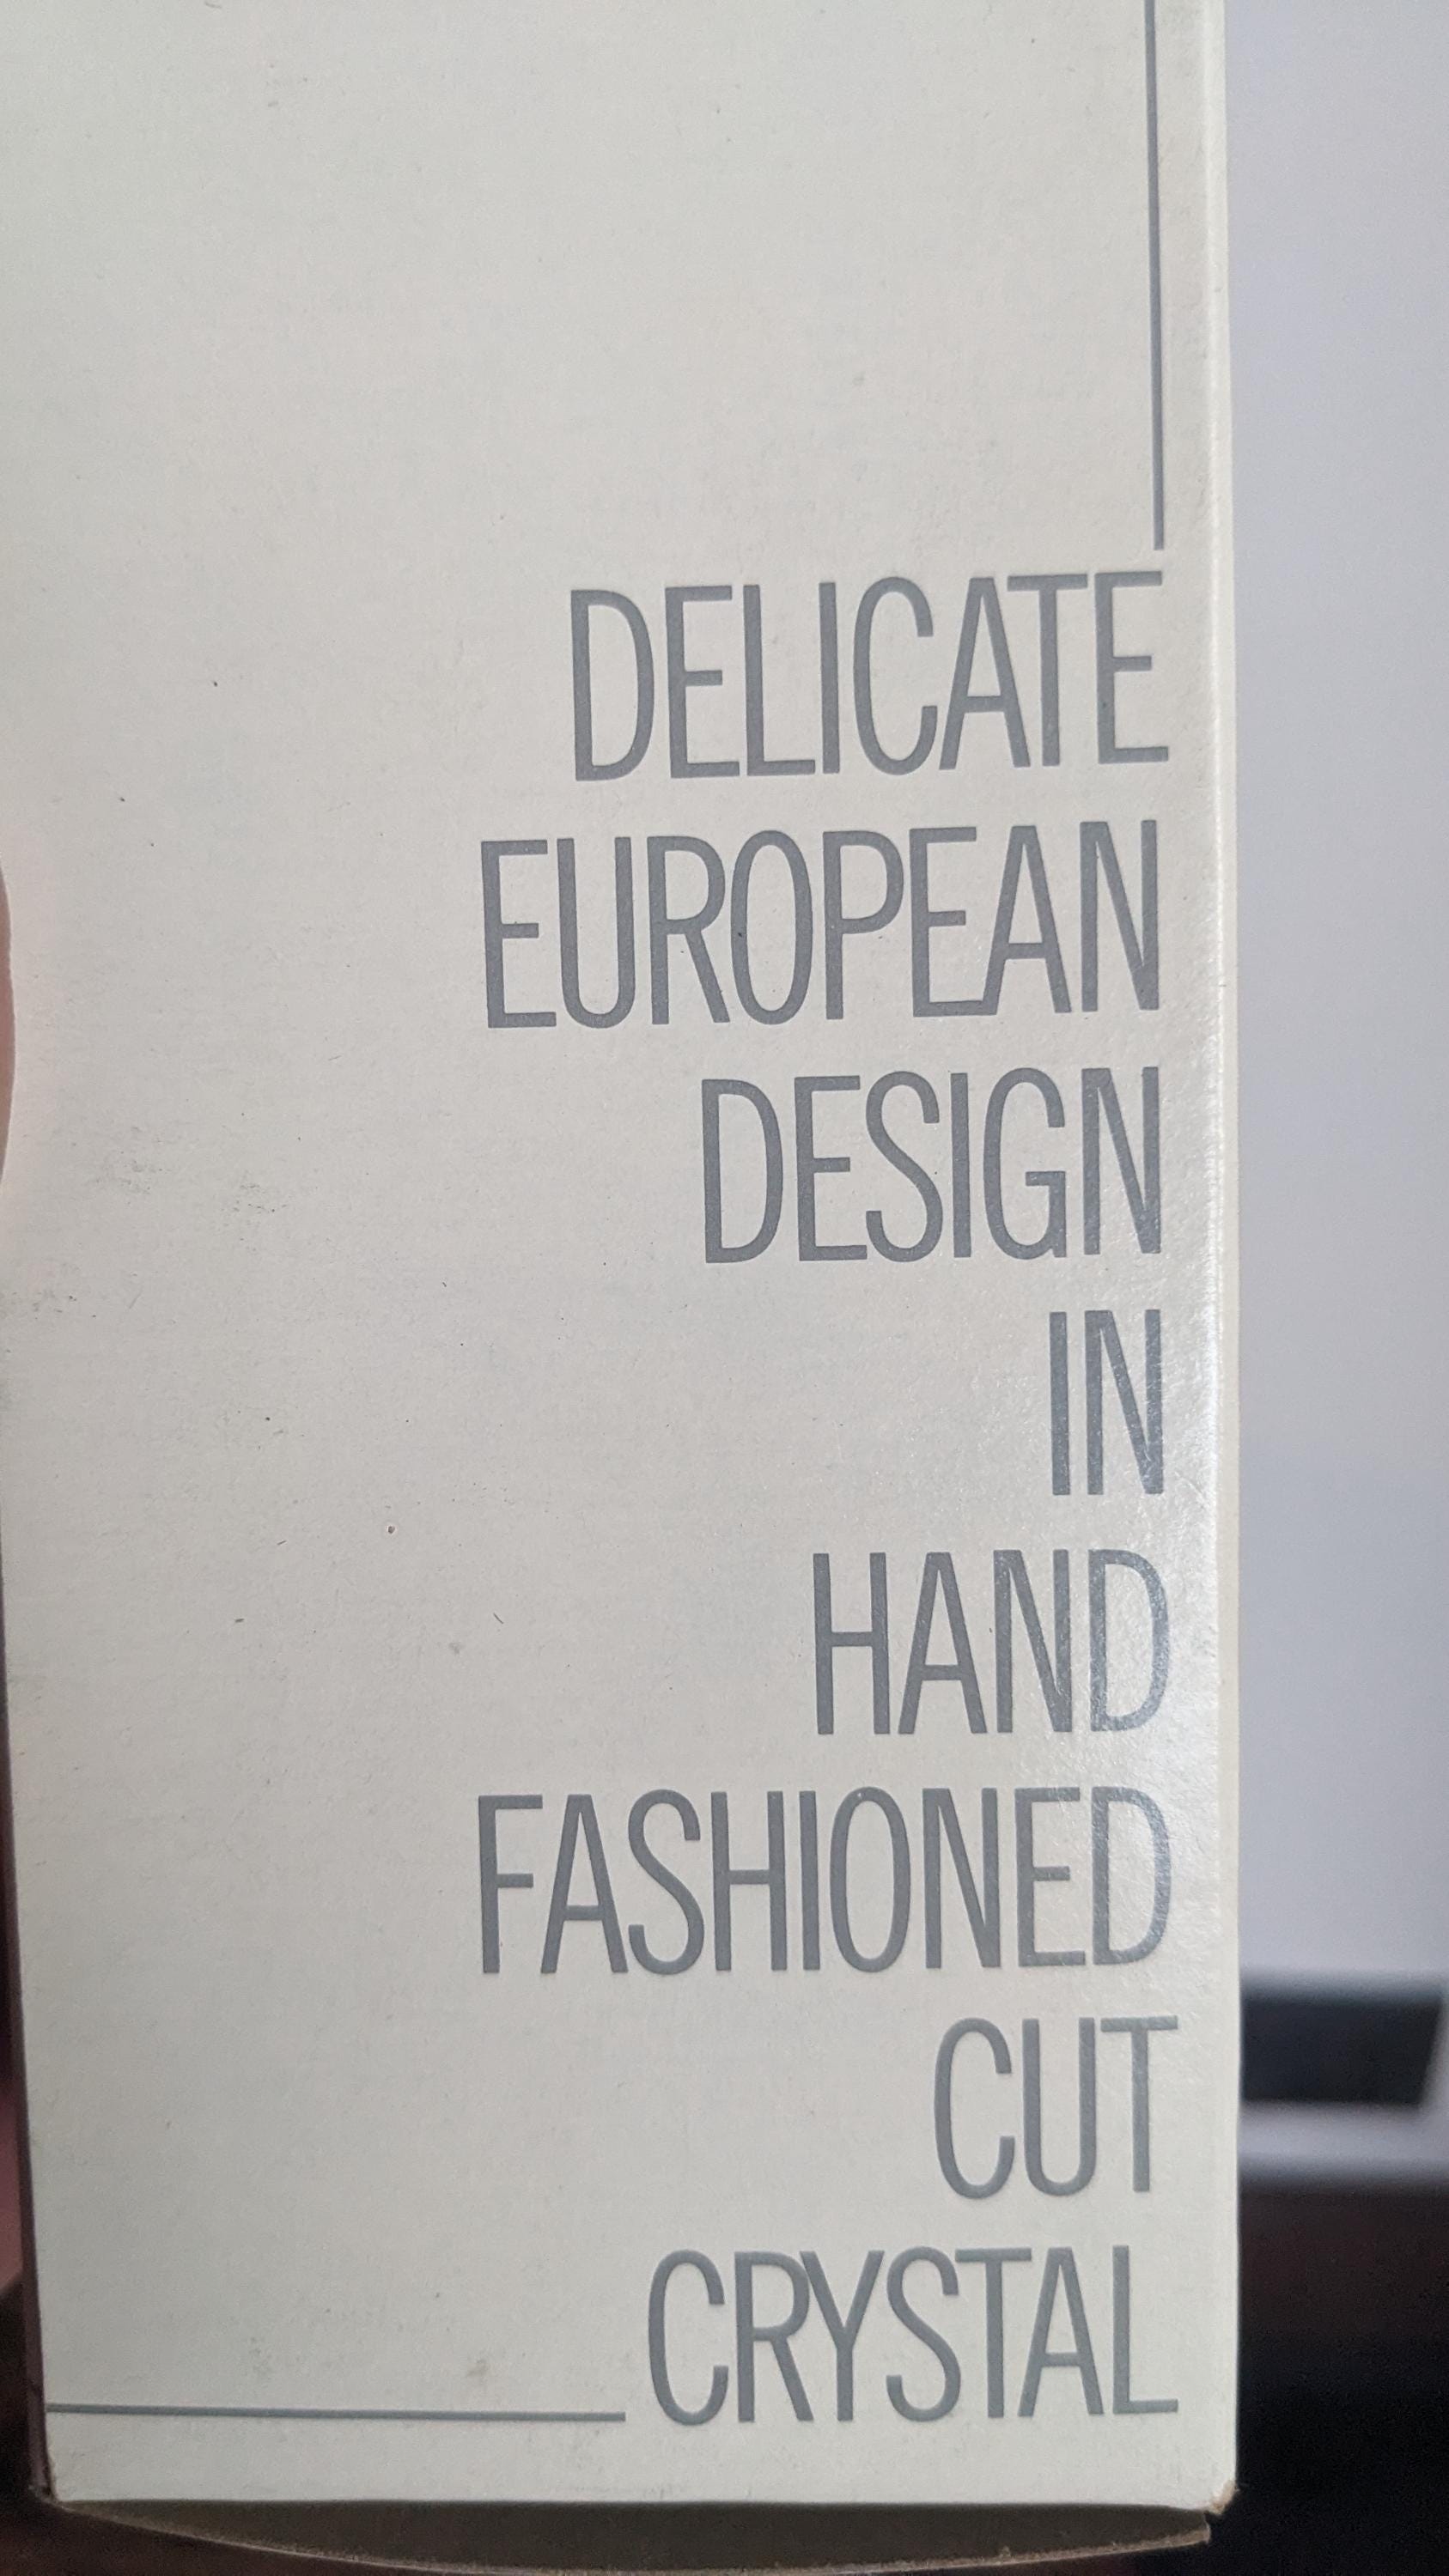 DELICATE
EUROPEAN
DESIGN
IN
HAND
FASHIONED
CUT
CRYSTAL